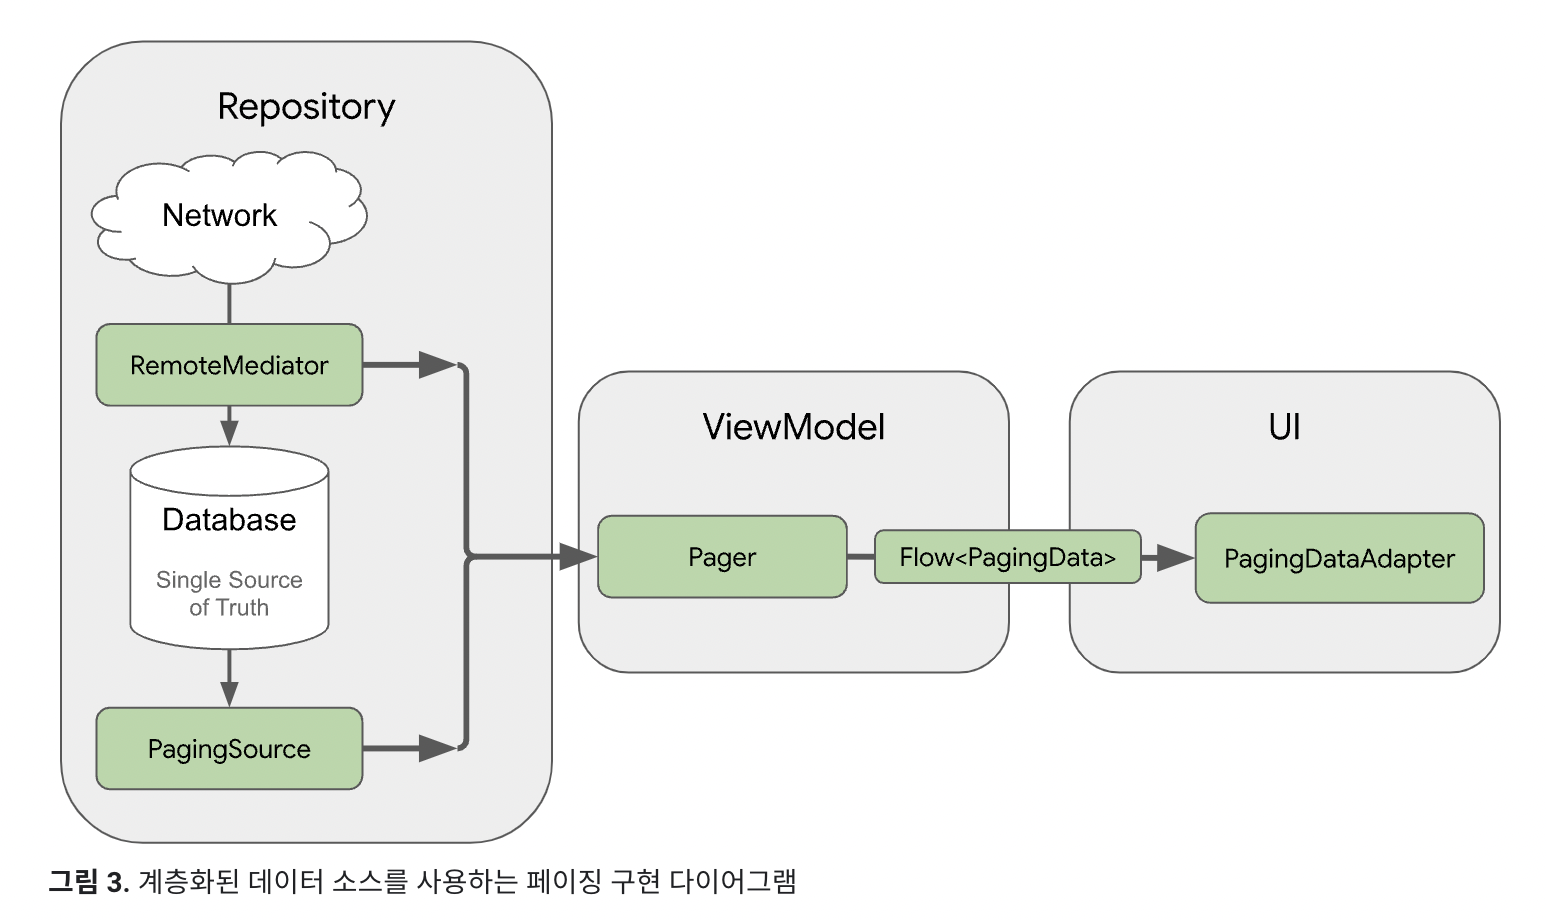 Repository
Network
RemoteMediator
Database
Single Source
of Truth
PagingSource
ViewModel
Pager
Flow<PagingData>
UI
PagingDataAdapter
그림 3. 계층화된 데이터 소스를 사용하는 페이징 구현 다이어그램